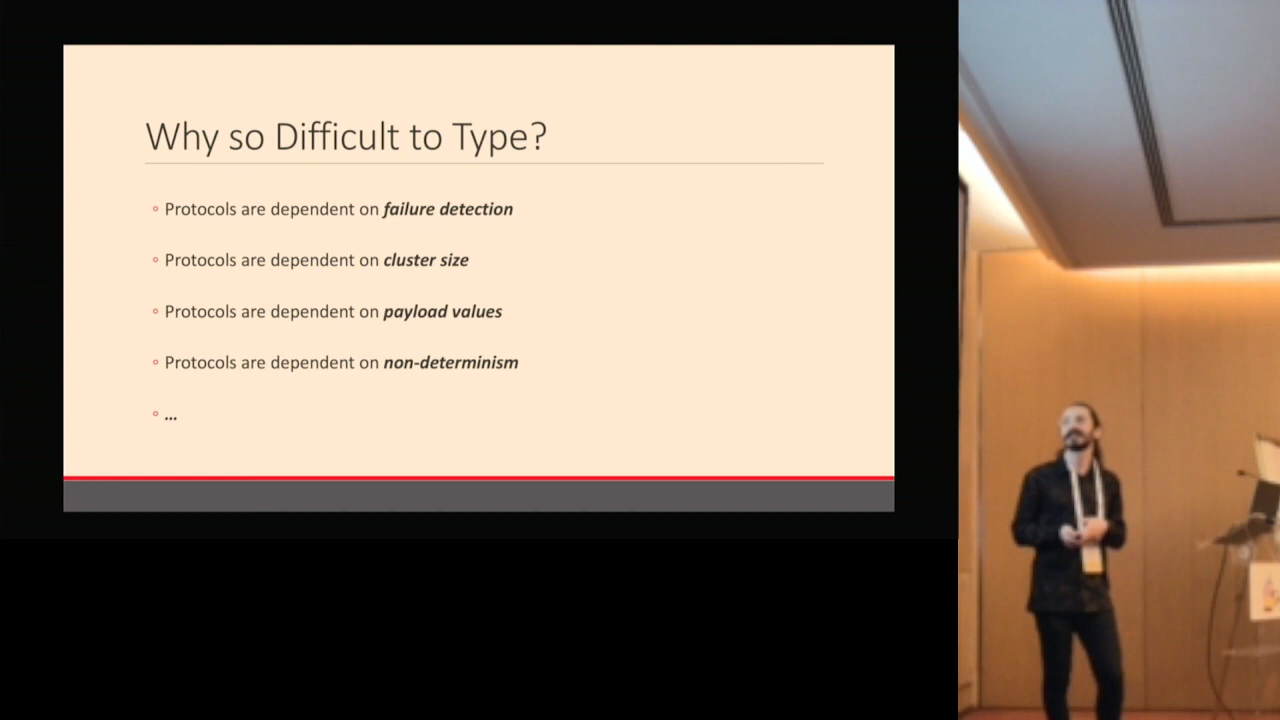 Why so Difficult to Type?
◦ Protocols are dependent on failure detection
◦ Protocols are dependent on cluster size
◦ Protocols are dependent on payload values
◦ Protocols are dependent on non-determinism
◦ …